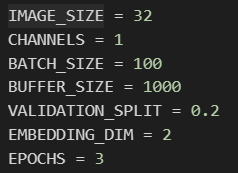 IMAGE_SIZE = 32
CHANNELS = 1
BATCH_SIZE = 100
BUFFER_SIZE = 1000
VALIDATION_SPLIT = 0.2
EMBEDDING_DIM = 2
EPOCHS = 3